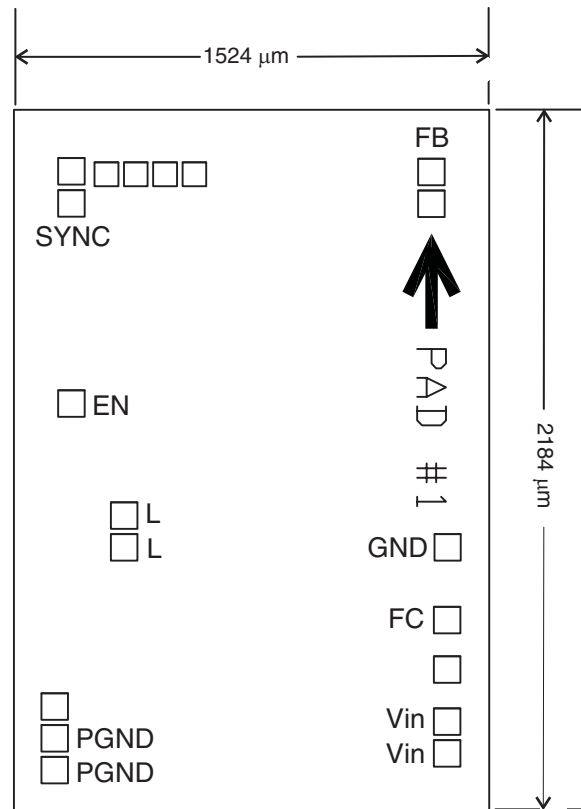 1524 μm
FB
SYNC
PAD #1
EN
2184 μm
L
L
GND
FC
Vin
PGND
Vin
PGND